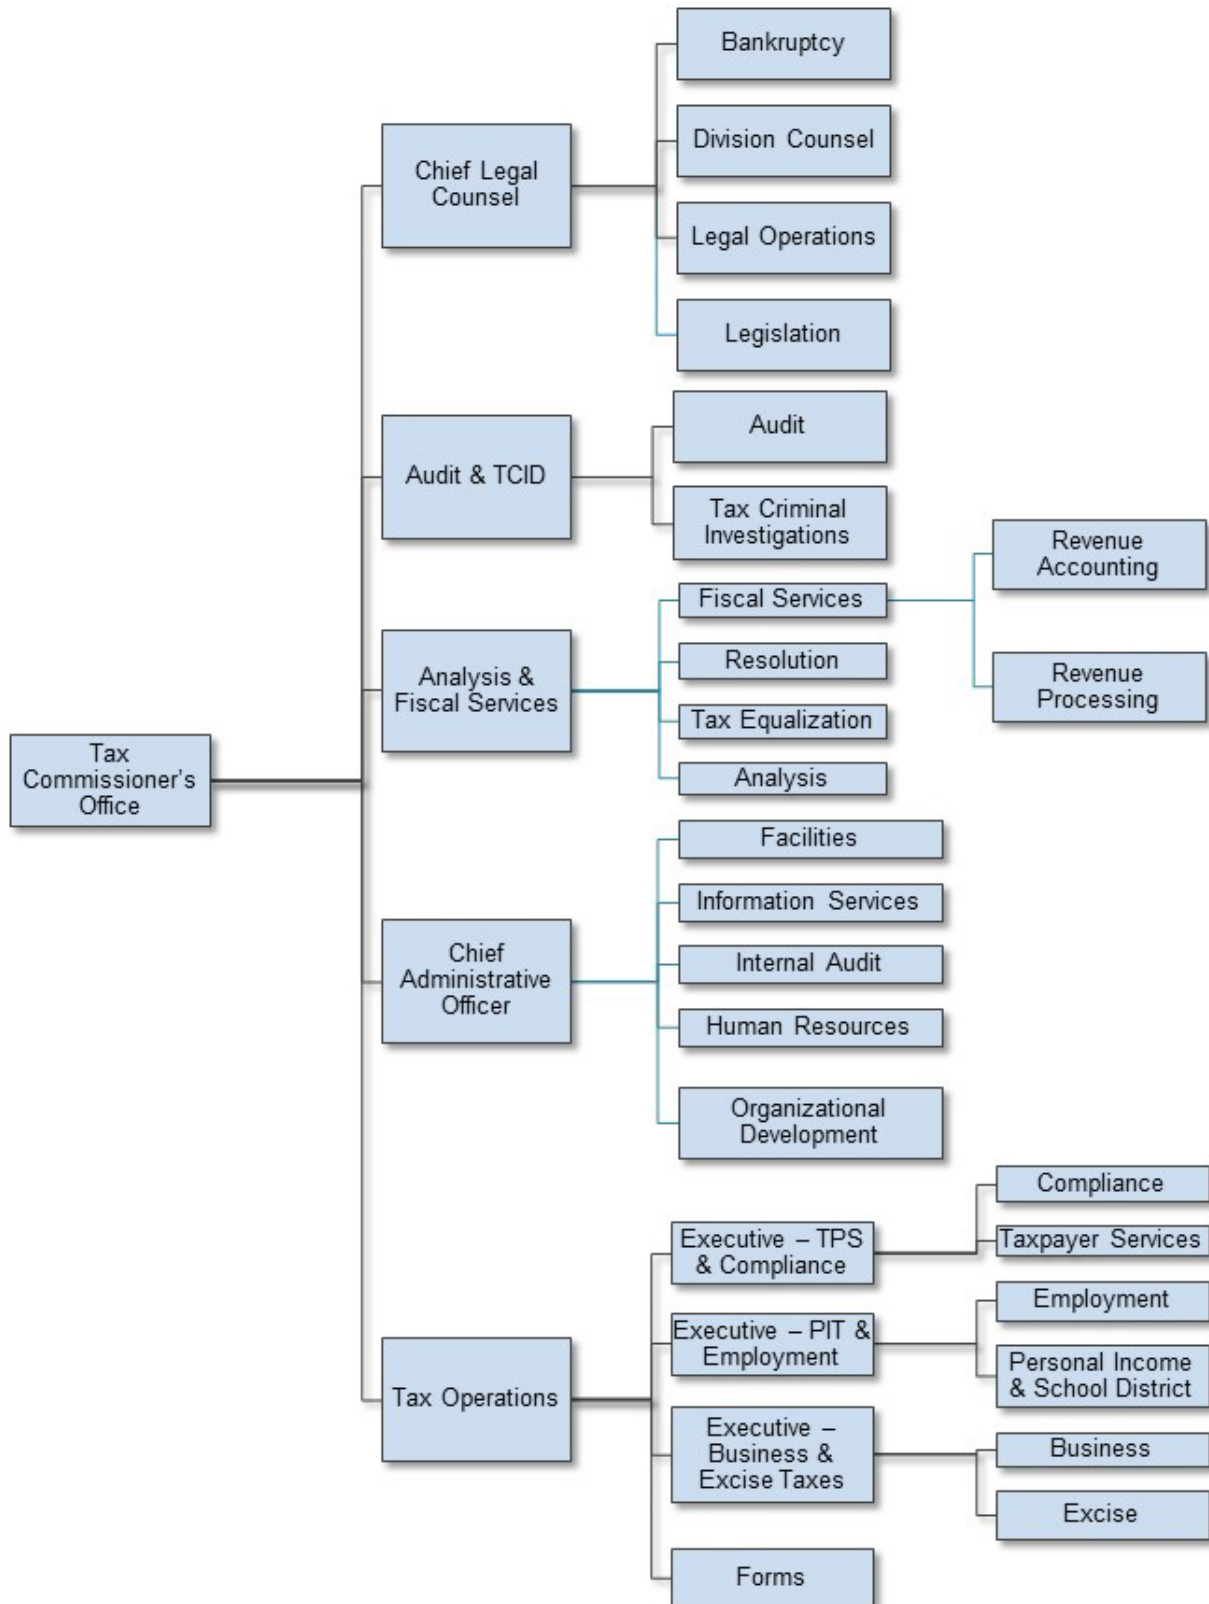 Bankruptcy
Division Counsel
Chief Legal
Counsel
Legal Operations
Legislation
Audit
Audit & TCID
Tax Criminal
Investigations
Revenue
Accounting
Fiscal Services
Resolution
Analysis &
Fiscal Services
Revenue
Processing
Tax Equalization
Analysis
Tax
Commissioner's
Office
Facilities
Information Services
Internal Audit
Chief
Administrative
Officer
Human Resources
Organizational
Development
Compliance
Executive – TPS
& Compliance
Taxpayer Services
Employment
Executive – PIT &
Employment
Personal Income
& School District
Tax Operations
Executive –
Business &
Excise Taxes
Business
Excise
Forms